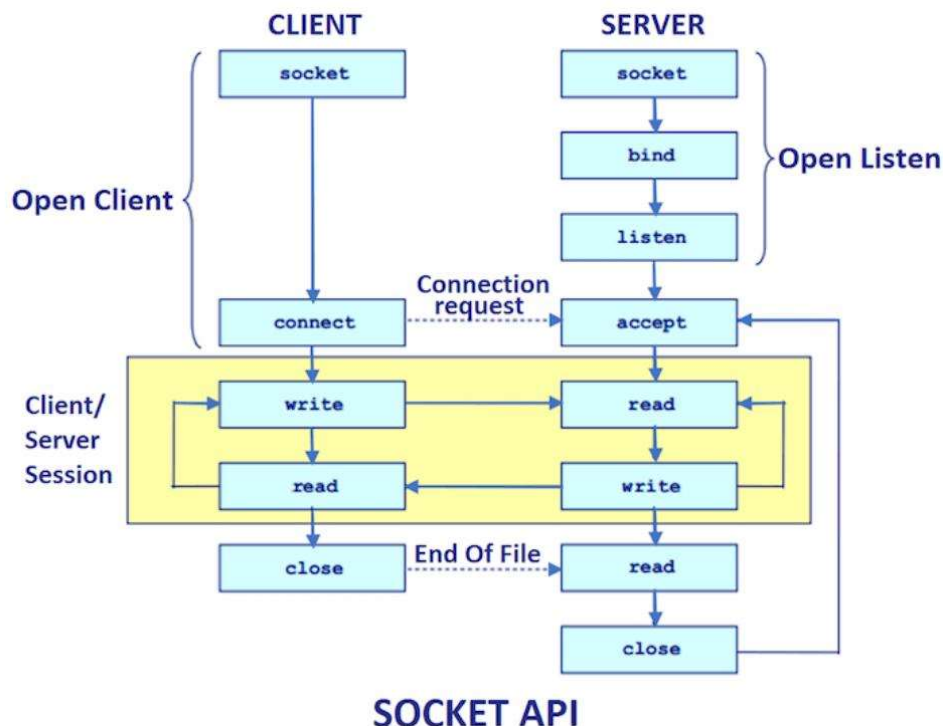 CLIENT
SERVER
socket
socket
bind
Open Client
Open Listen
listen
Connection
request
connect
accept
Client/
Server
Session
write
read
read
write
close
End Of File
read
close
SOCKET API